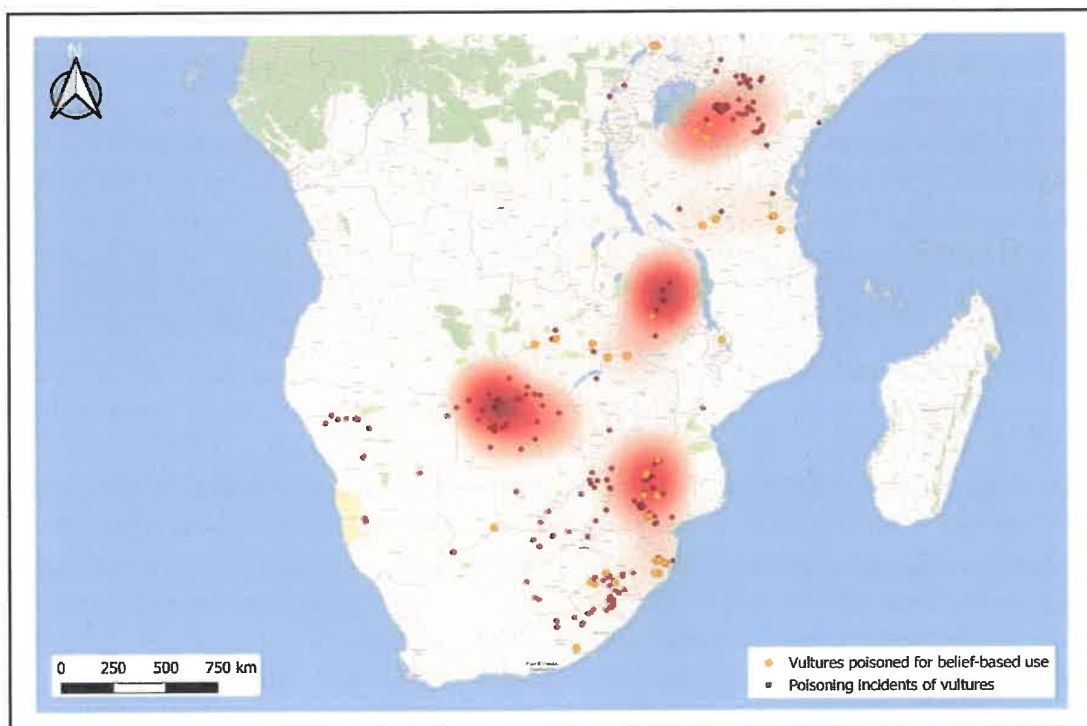 N
0 250 500 750 km
Vultures poisoned for belief-based use
Poisoning incidents of vultures